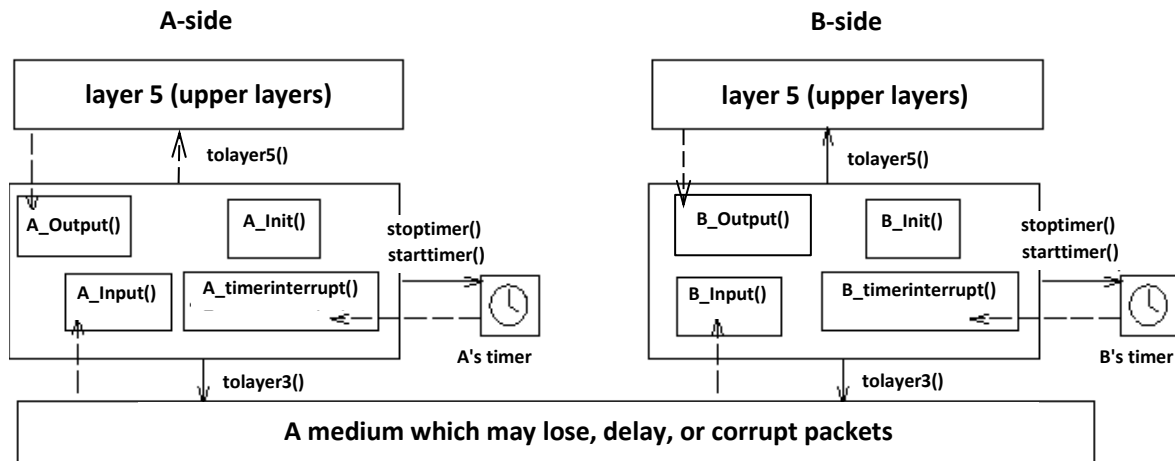 A-side
B-side
layer 5 (upper layers)
layer 5 (upper layers)
tolayer5()
tolayer5()
A_Output()
A_Init()
B_Output()
B_Init()
stoptimer()
starttimer()
stoptimer()
starttimer()
A_Input()
A_timerinterrupt()
B_Input()
B_timerinterrupt()
A's timer
B's timer
tolayer3()
tolayer3()
A medium which may lose, delay, or corrupt packets